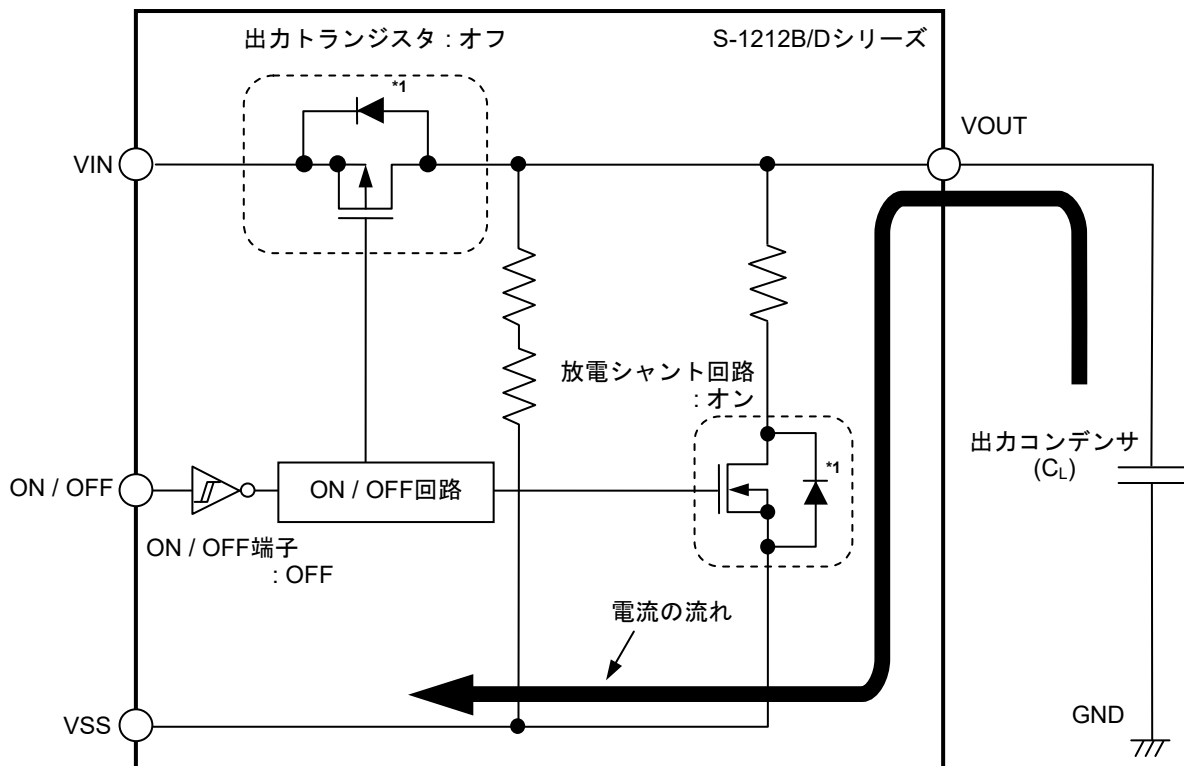 出力トランジスタ : オフ
S-1212B/Dシリーズ
*1
VOUT
VIN
放電シャント回路
: オン
*1
出力コンデンサ
(CL)
ON / OFF
ON / OFF回路
ON / OFF端子
: OFF
電流の流れ
GND
VSS